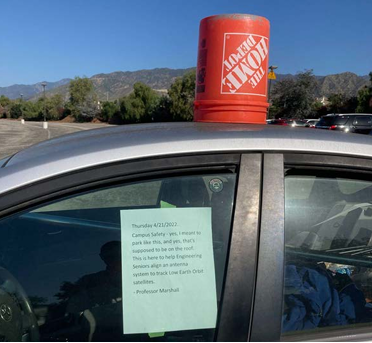 THE
HOME
DEPOT
Thursday 4/21/2022
Campus Safety - yes, I meant to
park like this, and yes, that's
supposed to be on the roof.
This is here to help Engineering
Seniors align an antenna
system to track Low Earth Orbit
satellites.
- Professor Marshall